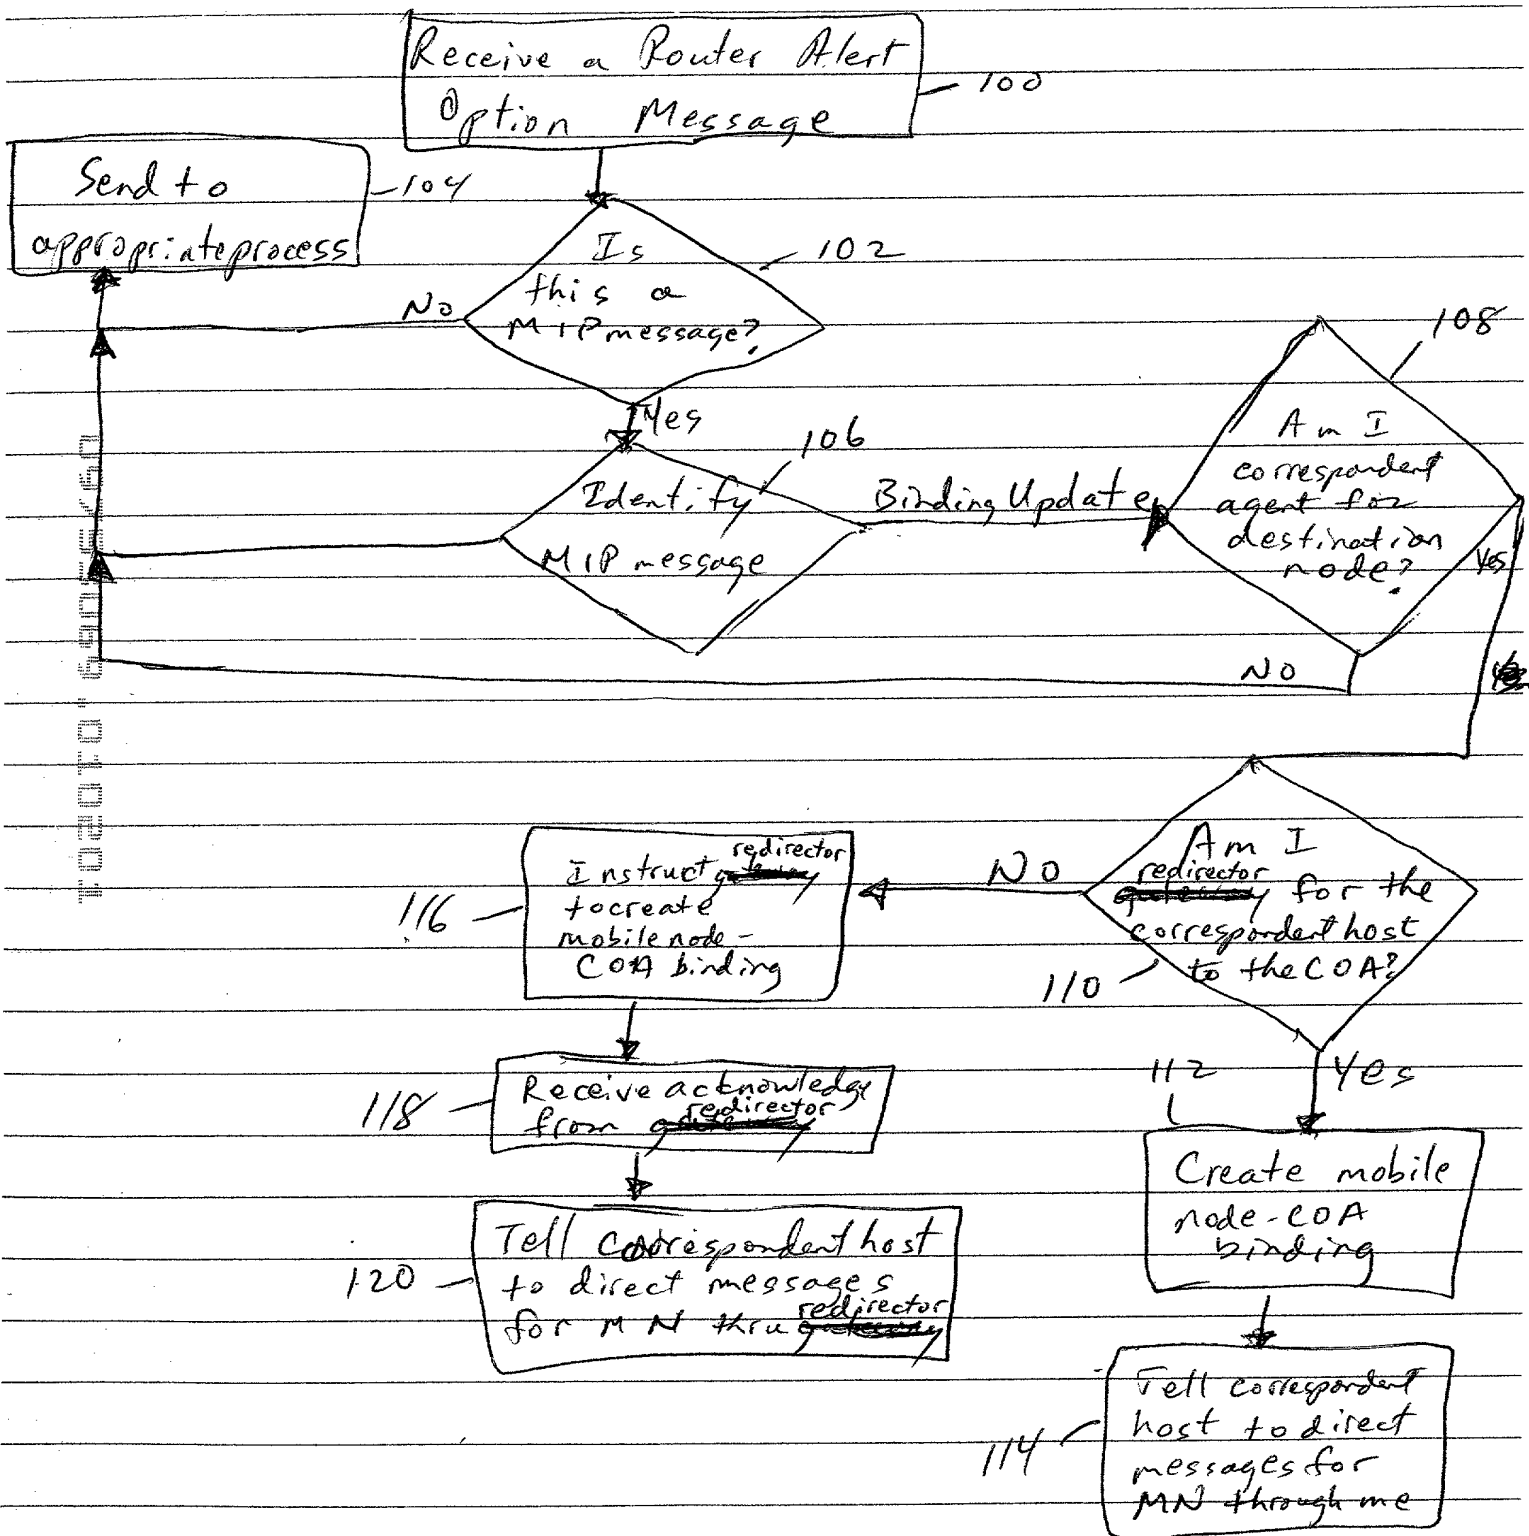 Receive a Router Alert
Option Message
100
Send to
appropriate process
104
Is
this a
MIP message?
102
No
Yes
Identify
MIP message
106
Binding Update
Am I
correspondent
agent for
destination
node?
108
Yes
No
Am I
redirector
for the
correspondent host
to the COA?
110
No
Yes
Instruct redirector
to create
mobile node -
COA binding
116
Receive acknowledge
from redirector
118
Tell correspondent host
to direct messages
for MN thru redirector
120
112
Create mobile
node - COA
binding
Tell correspondent
host to direct
messages for
MN through me
114